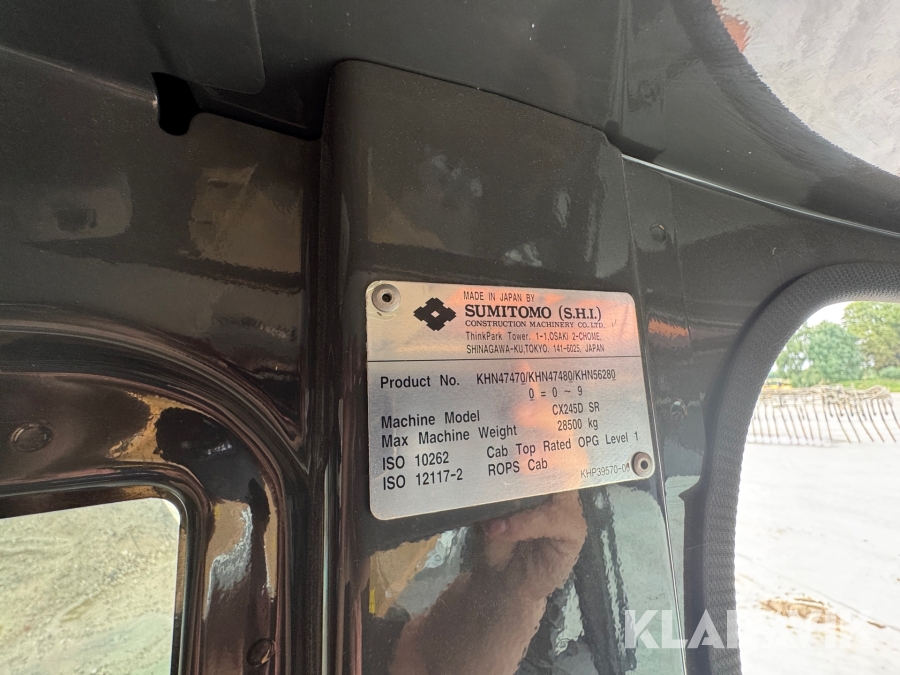 MADE IN JAPAN BY
SUMITOMO (S.H.I.)
CONSTRUCTION MACHINERY CO., LTD.
ThinkPark Tower, 1-1, OSAKI 2-CHOME,
SHINAGAWA-KU, TOKYO, 141-6025, JAPAN
Product No. KHN47470/KHN47480/KHN56280
0 = 0 ~ 9
Machine Model CX245D SR
Max Machine Weight 28500 kg
ISO 10262 Cab Top Rated OPG Level 1
ISO 12117-2 ROPS Cab